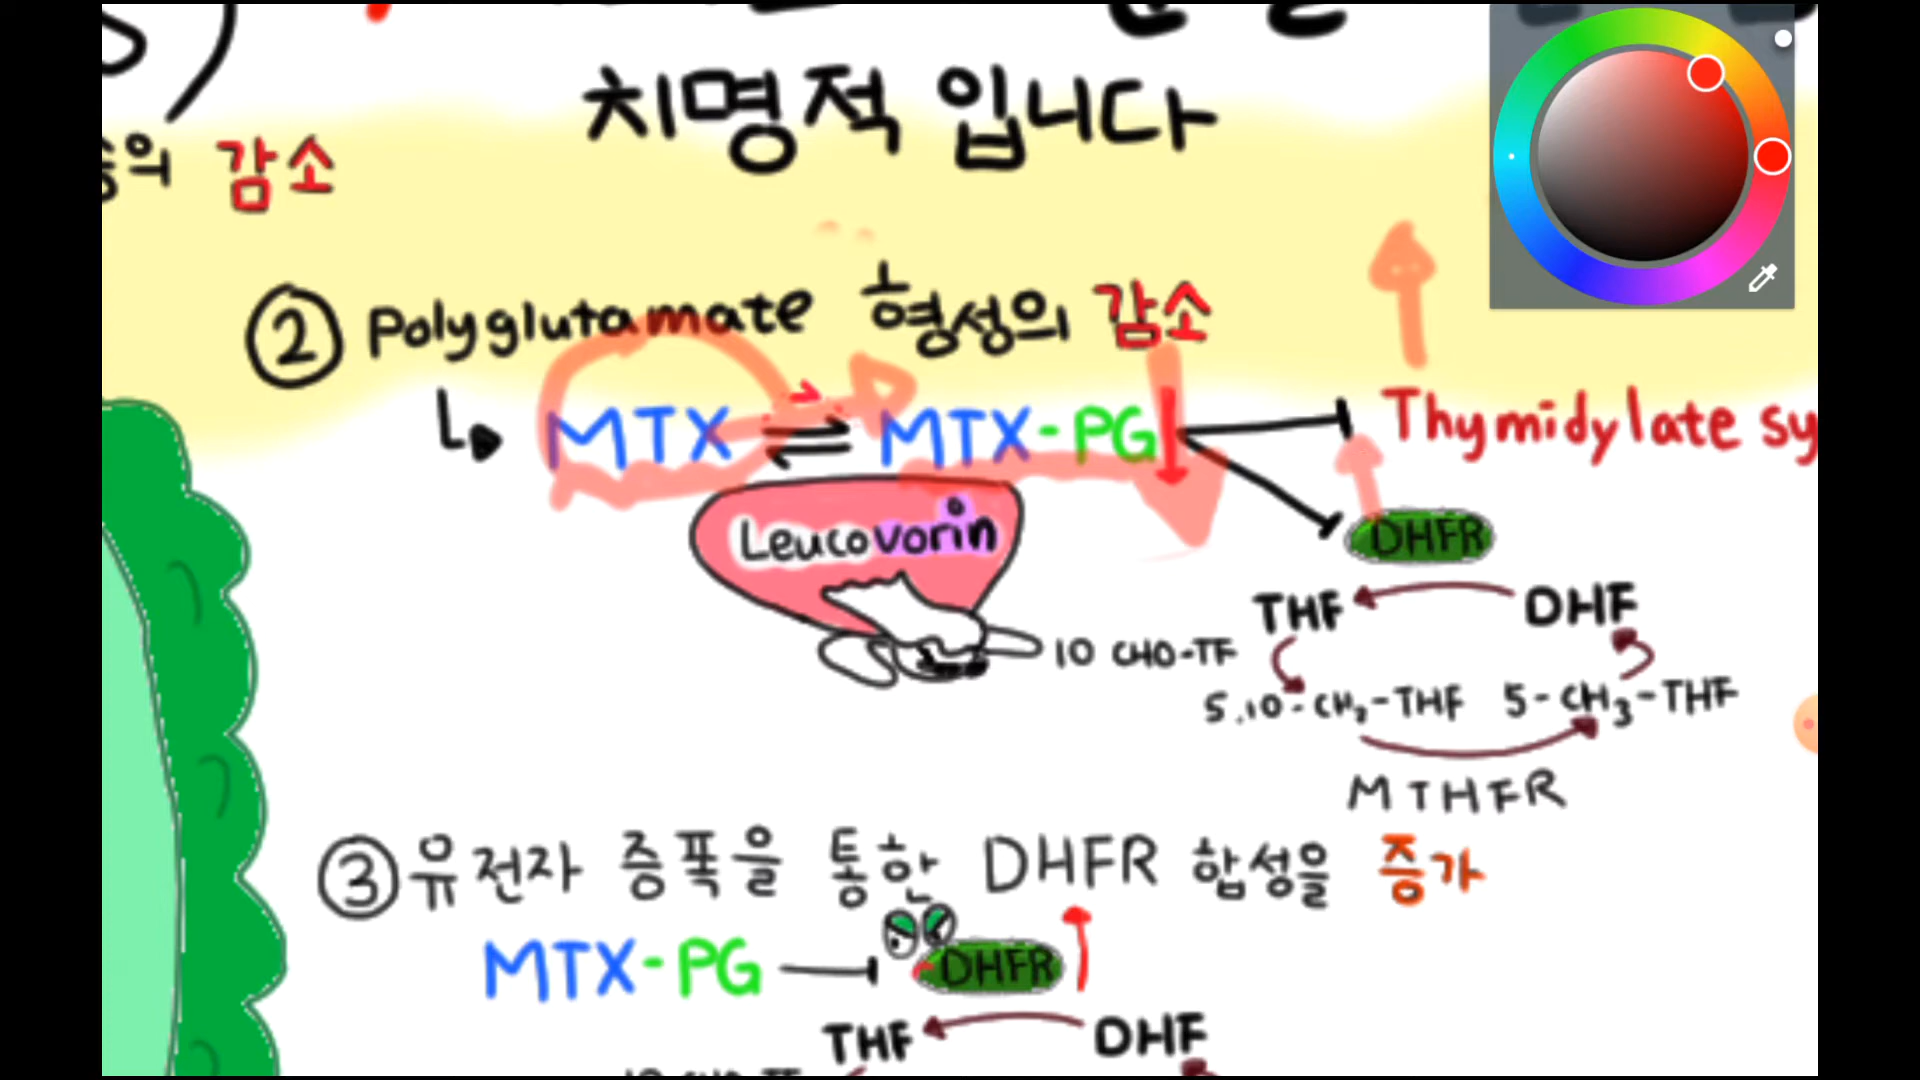 치명적 입니다
의 감소
② Polyglutamate 형성의 감소
MTX ⇌ MTX-PG
Thymidylate sy
Leucovorin
DHFR
THF DHF
10 CHO-TF
5.10-CH₂-THF 5-CH₃-THF
MTHFR
③ 유전자 증폭을 통한 DHFR 합성을 증가
MTX-PG DHFR
THF DHF